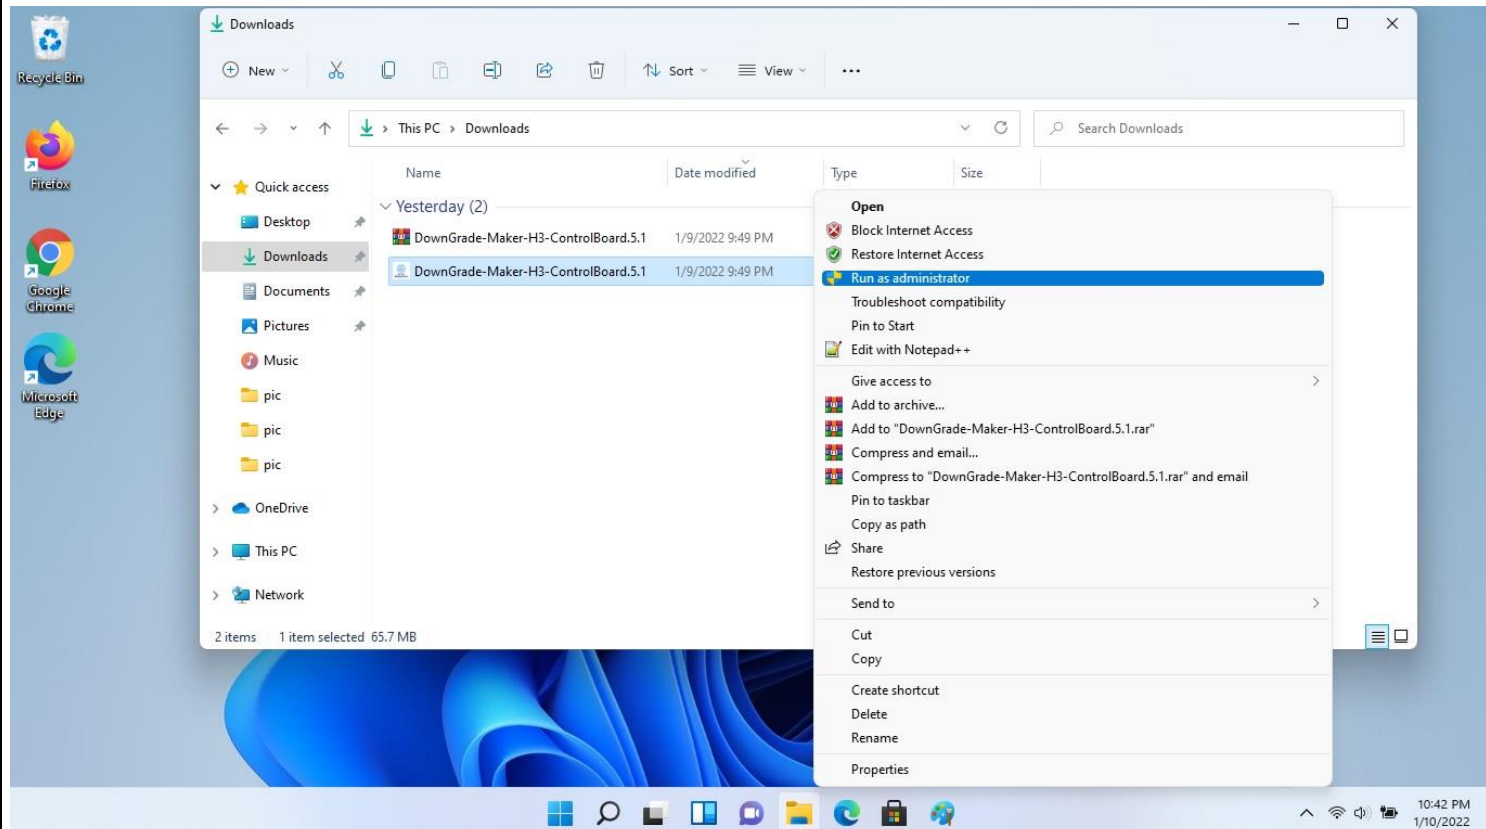 Recycle Bin
Firefox
Google
Chrome
Microsoft
Edge
Downloads
New
Sort
View
This PC
Downloads
Search Downloads
Name
Date modified
Type
Size
Quick access
Desktop
Downloads
Documents
Pictures
Music
pic
pic
pic
OneDrive
This PC
Network
Yesterday (2)
DownGrade-Maker-H3-ControlBoard.5.1 1/9/2022 9:49 PM
DownGrade-Maker-H3-ControlBoard.5.1 1/9/2022 9:49 PM
2 items 1 item selected 65.7 MB
Open
Block Internet Access
Restore Internet Access
Run as administrator
Troubleshoot compatibility
Pin to Start
Edit with Notepad++
Give access to
Add to archive...
Add to "DownGrade-Maker-H3-ControlBoard.5.1.rar"
Compress and email...
Compress to "DownGrade-Maker-H3-ControlBoard.5.1.rar" and email
Pin to taskbar
Copy as path
Share
Restore previous versions
Send to
Cut
Copy
Create shortcut
Delete
Rename
Properties
10:42 PM
1/10/2022